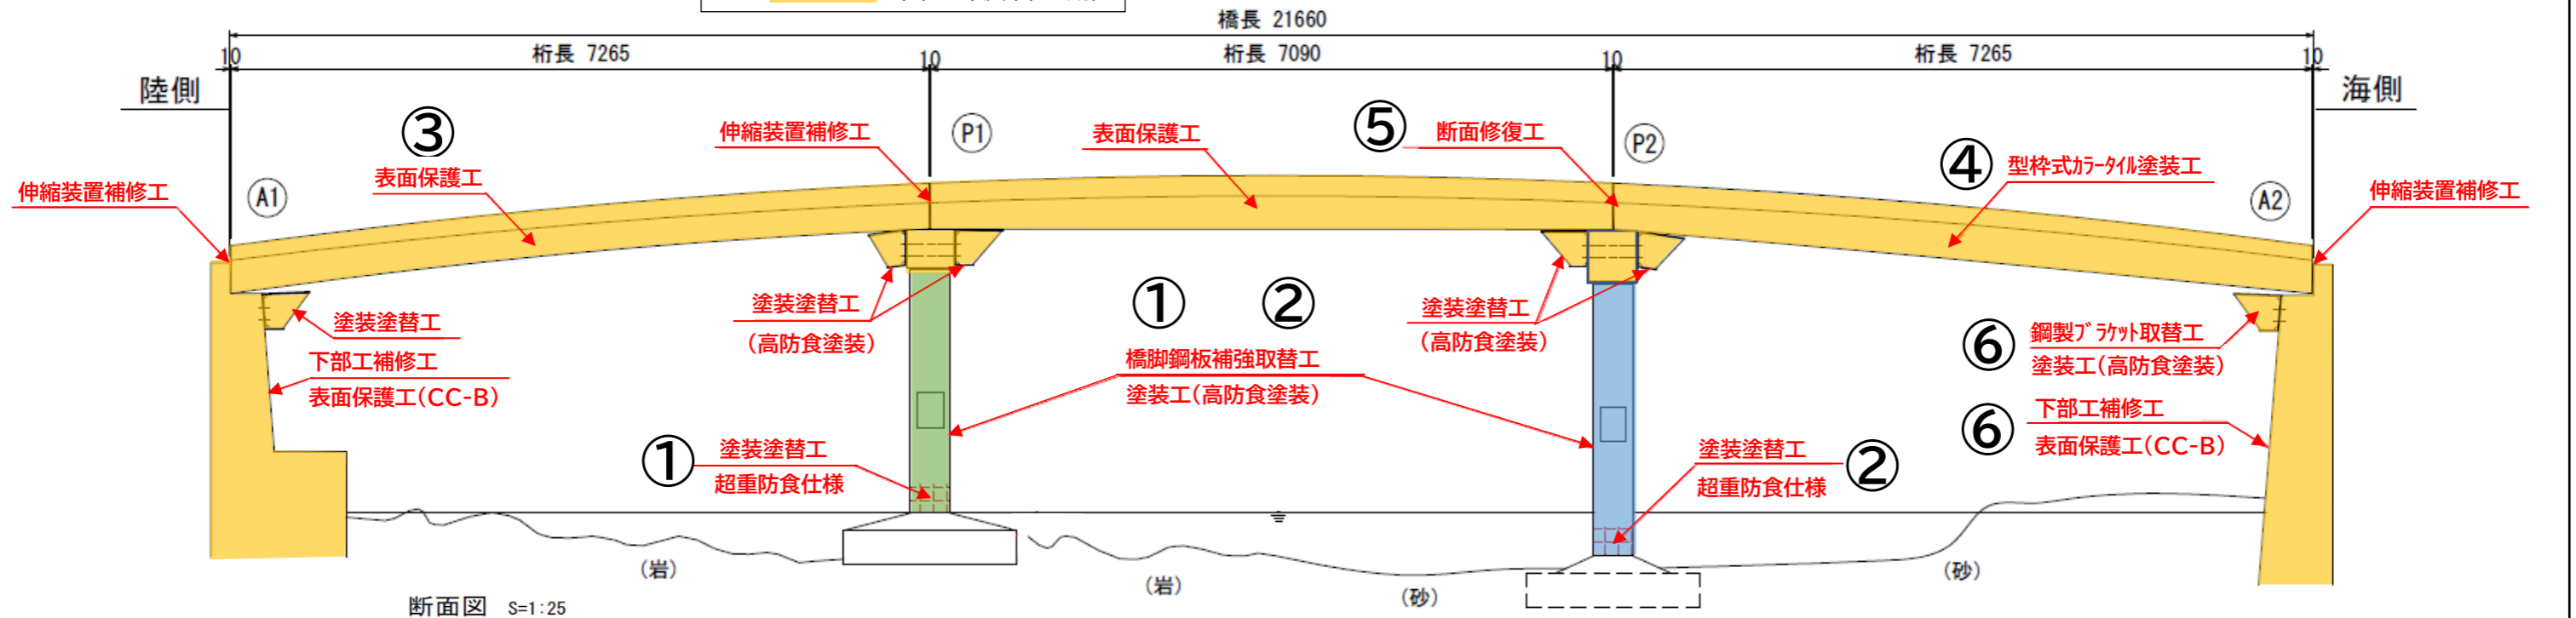 橋長 21660
10
桁長 7265
10
桁長 7090
10
桁長 7265
10
陸側
海側
③
伸縮装置補修工
P1
表面保護工
⑤
断面修復工
P2
④
型枠式カラータイル塗装工
伸縮装置補修工
A1
表面保護工
A2
伸縮装置補修工
塗装塗替工
下部工補修工
表面保護工(CC-B)
塗装塗替工
(高防食塗装)
①
②
橋脚鋼板補強取替工
塗装工(高防食塗装)
塗装塗替工
(高防食塗装)
⑥
鋼製ブラケット取替工
塗装工(高防食塗装)
⑥
下部工補修工
表面保護工(CC-B)
①
塗装塗替工
超重防食仕様
塗装塗替工
超重防食仕様
②
(岩)
(岩)
(砂)
(砂)
断面図 S=1:25